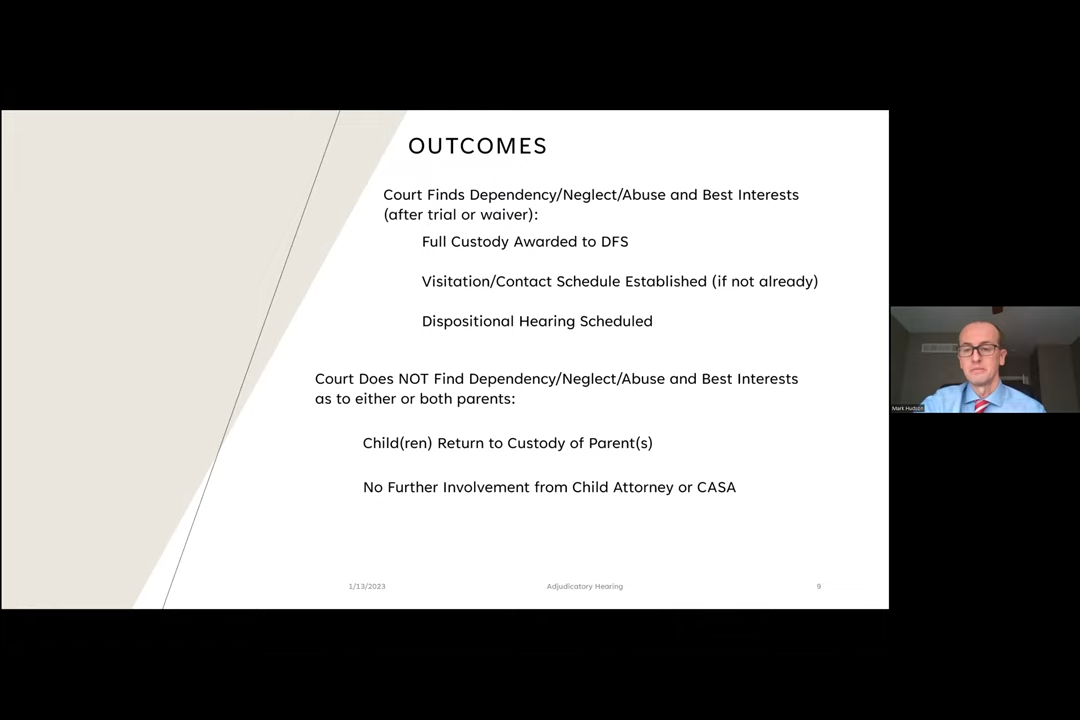 OUTCOMES
Court Finds Dependency/Neglect/Abuse and Best Interests
(after trial or waiver):
Full Custody Awarded to DFS
Visitation/Contact Schedule Established (if not already)
Dispositional Hearing Scheduled
Court Does NOT Find Dependency/Neglect/Abuse and Best Interests
as to either or both parents:
Child(ren) Return to Custody of Parent(s)
No Further Involvement from Child Attorney or CASA
1/13/2023
Adjudicatory Hearing
9
Mark Hudson